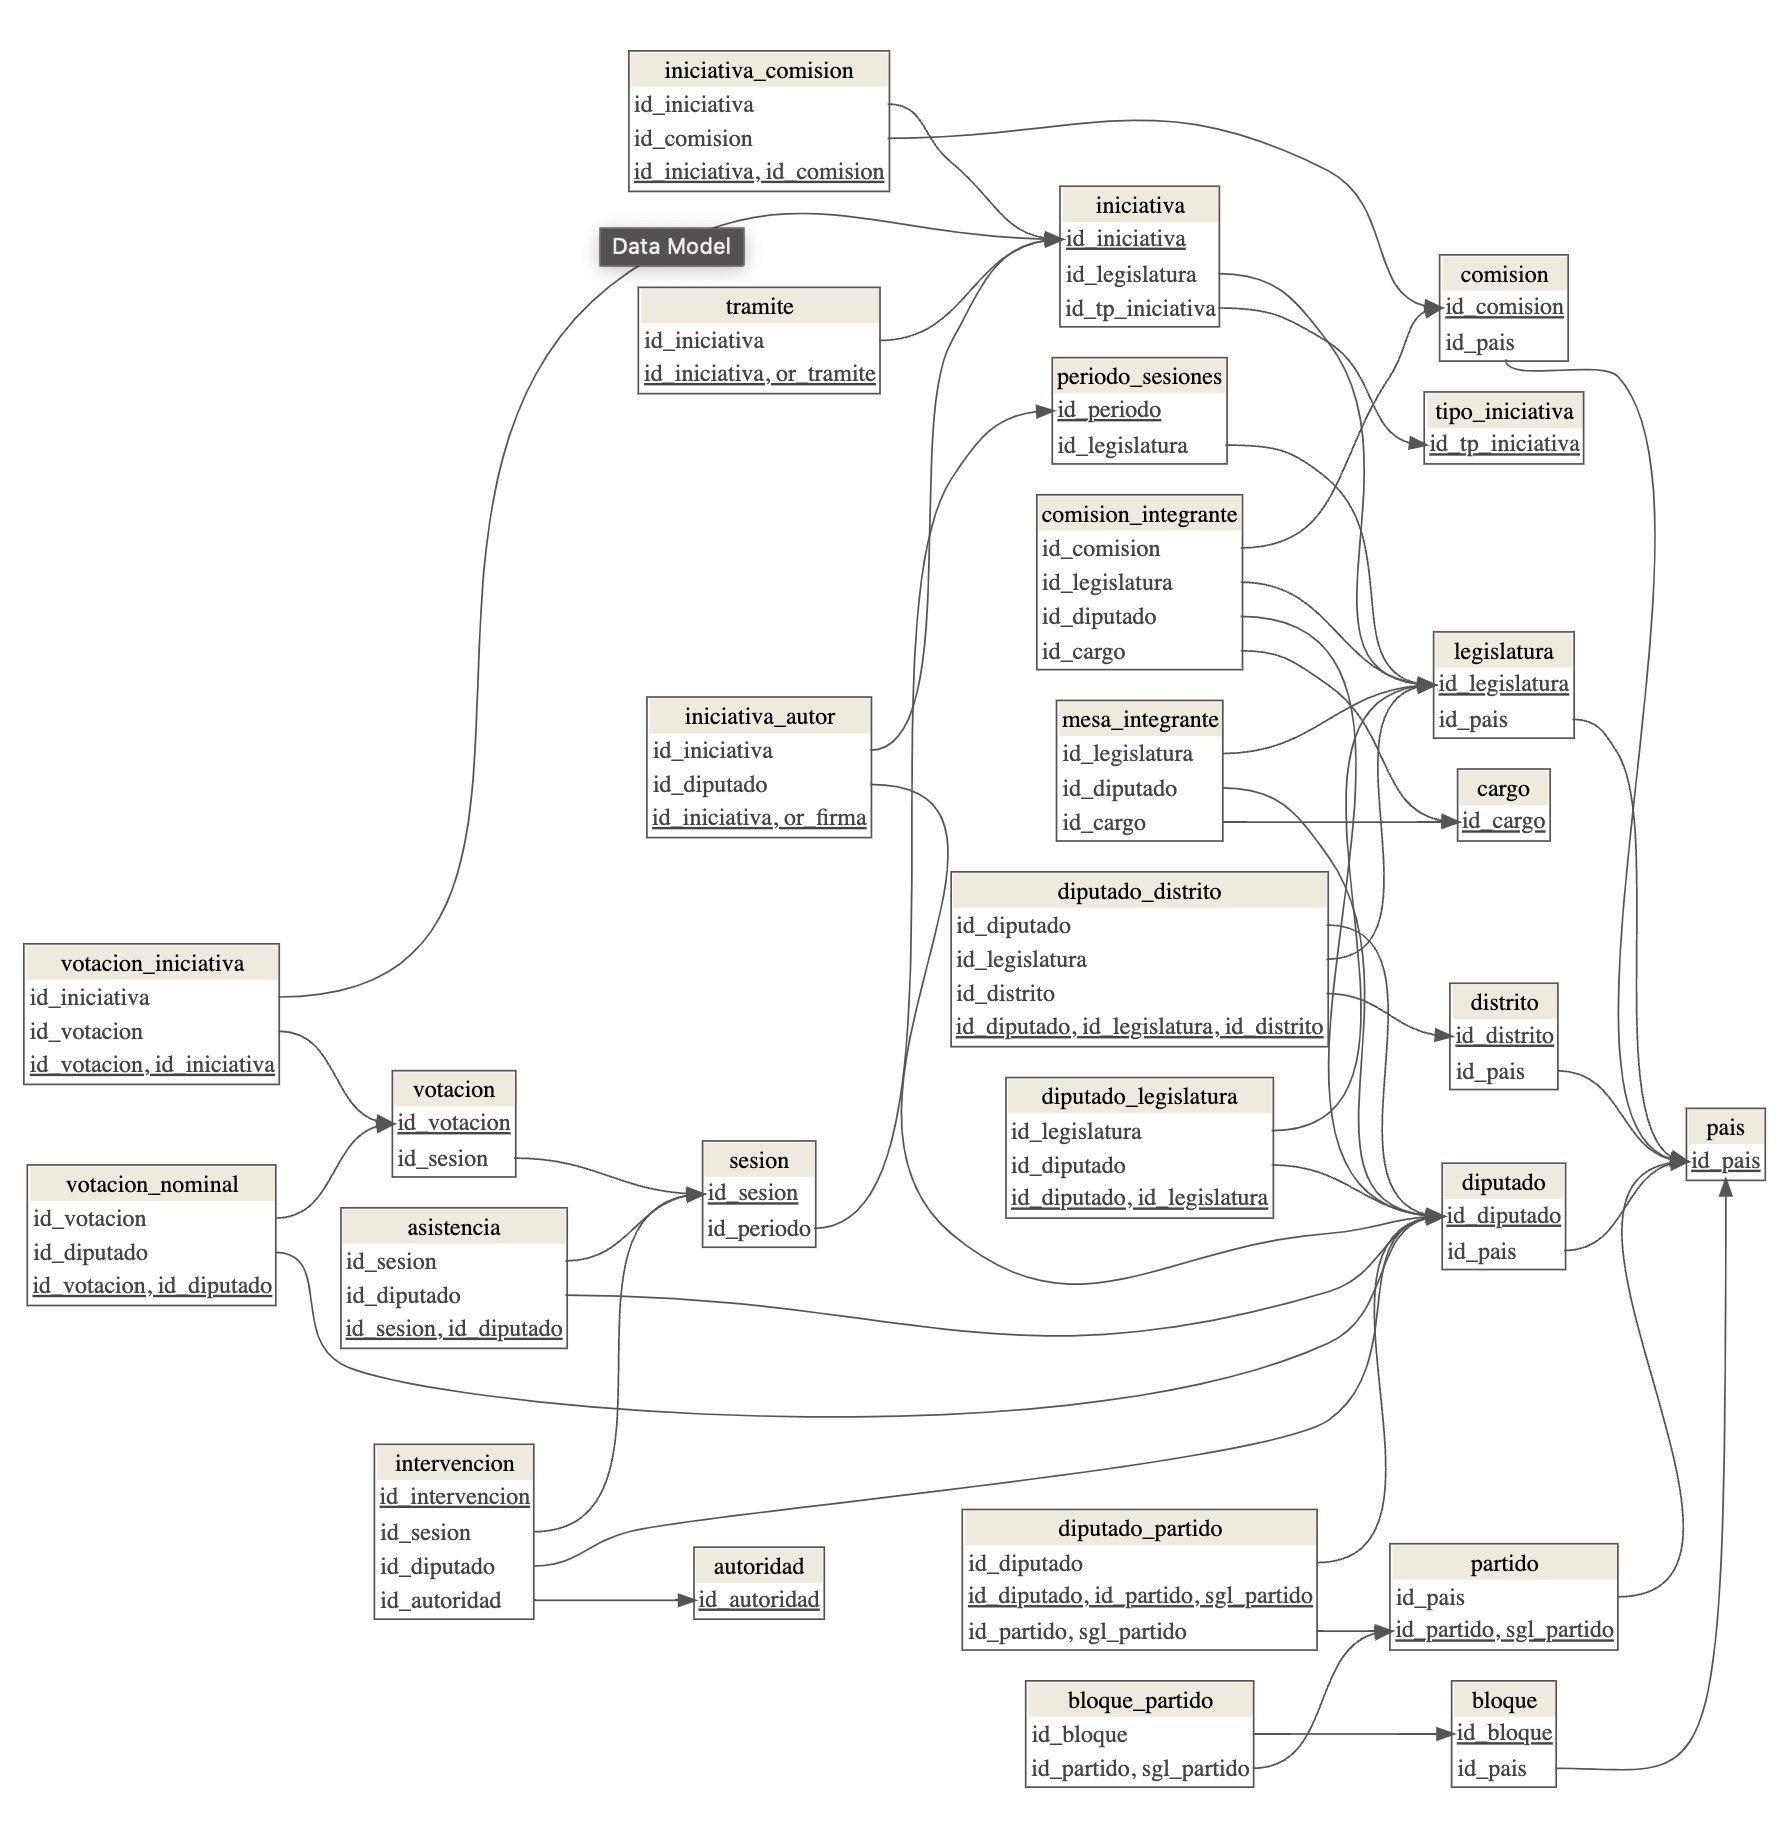 iniciativa_comision
id_iniciativa
id_comision
id_iniciativa, id_comision
Data Model
tramite
id_iniciativa
id_iniciativa, or_tramite
iniciativa
id_iniciativa
id_legislatura
id_tp_iniciativa
comision
id_comision
id_pais
periodo_sesiones
id_periodo
id_legislatura
tipo_iniciativa
id_tp_iniciativa
comision_integrante
id_comision
id_legislatura
id_diputado
id_cargo
legislatura
id_legislatura
id_pais
iniciativa_autor
id_iniciativa
id_diputado
id_iniciativa, or_firma
mesa_integrante
id_legislatura
id_diputado
id_cargo
cargo
id_cargo
diputado_distrito
id_diputado
id_legislatura
id_distrito
id_diputado, id_legislatura, id_distrito
votacion_iniciativa
id_iniciativa
id_votacion
id_votacion, id_iniciativa
distrito
id_distrito
id_pais
votacion
id_votacion
id_sesion
diputado_legislatura
id_legislatura
id_diputado
id_diputado, id_legislatura
pais
id_pais
sesion
id_sesion
id_periodo
votacion_nominal
id_votacion
id_diputado
id_votacion, id_diputado
diputado
id_diputado
id_pais
asistencia
id_sesion
id_diputado
id_sesion, id_diputado
intervencion
id_intervencion
id_sesion
id_diputado
id_autoridad
autoridad
id_autoridad
diputado_partido
id_diputado
id_diputado, id_partido, sgl_partido
id_partido, sgl_partido
partido
id_pais
id_partido, sgl_partido
bloque_partido
id_bloque
id_partido, sgl_partido
bloque
id_bloque
id_pais